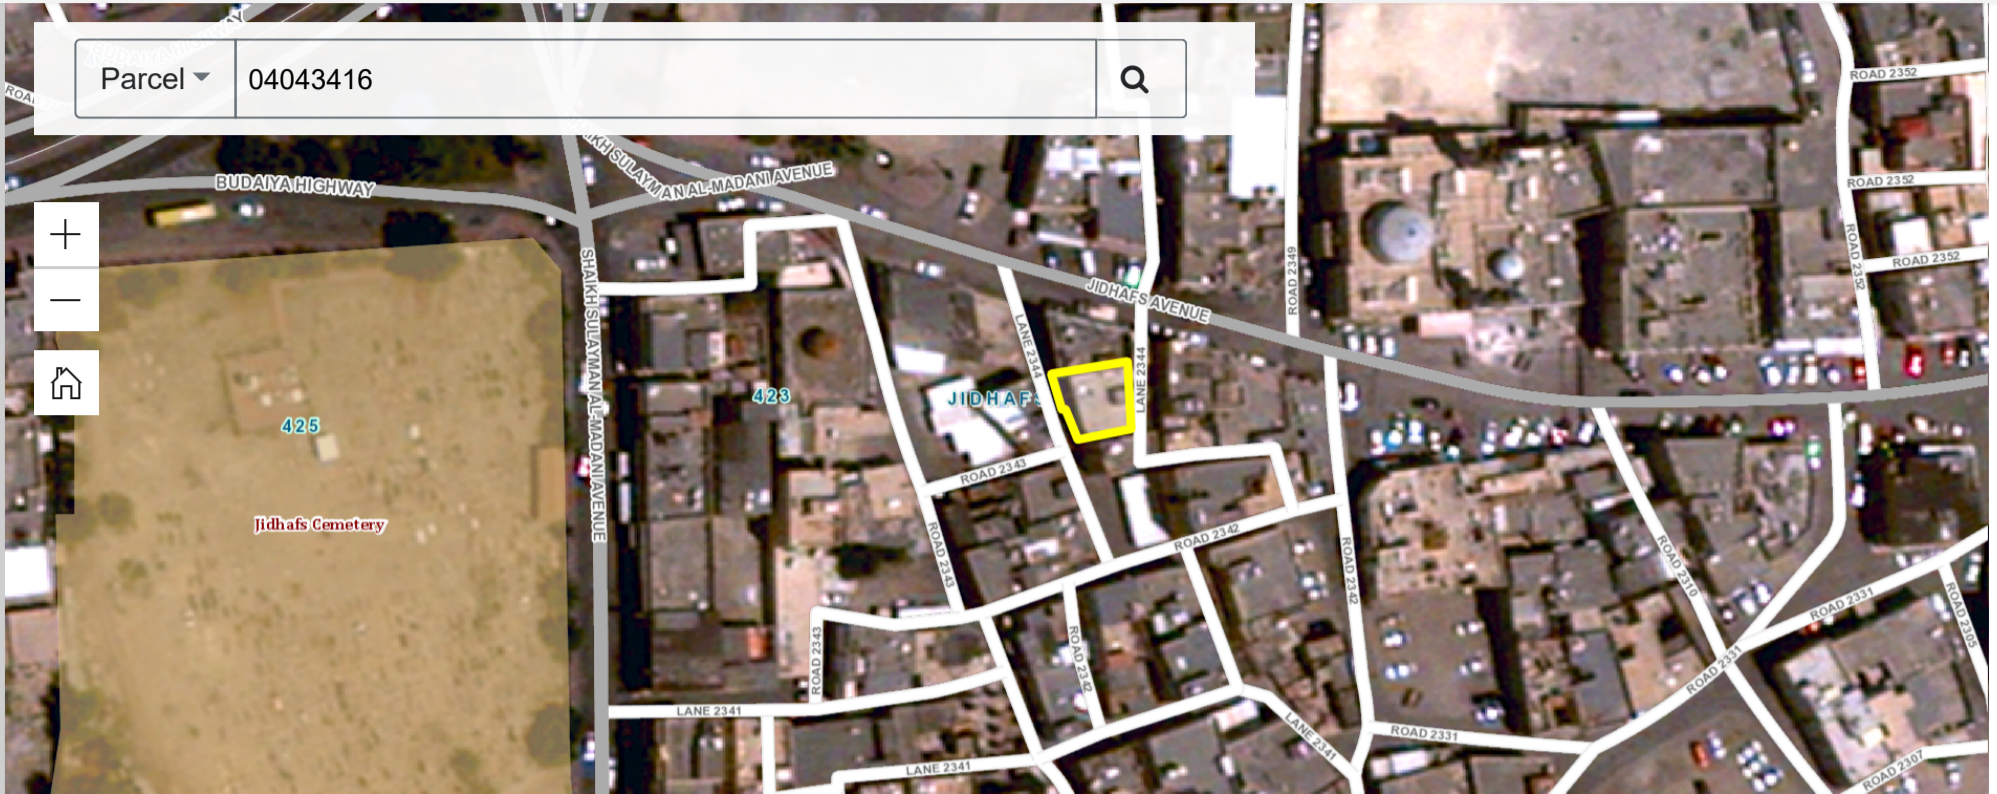 BUDAIYA HIGHWAY
Parcel
04043416
ROAD 2352
SHAIKH SULAYMAN AL-MADANI AVENUE
BUDAIYA HIGHWAY
ROAD 2352
ROAD 2349
ROAD 2352
ROAD 2352
SHAIKH SULAYMAN AL-MADANI AVENUE
JIDHAFS AVENUE
LANE 2344
LANE 2344
423
JIDHAFS
425
ROAD 2343
Jidhafs Cemetery
ROAD 2343
ROAD 2342
ROAD 2342
ROAD 2310
ROAD 2331
ROAD 2305
ROAD 2343
ROAD 2342
ROAD 2331
LANE 2341
LANE 2341
ROAD 2331
LANE 2341
ROAD 2307